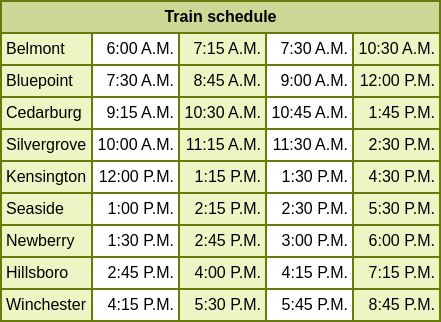 Train schedule
Belmont 6:00 A.M. 7:15 A.M. 7:30 A.M. 10:30 A.M.
Bluepoint 7:30 A.M. 8:45 A.M. 9:00 A.M. 12:00 P.M.
Cedarburg 9:15 A.M. 10:30 A.M. 10:45 A.M. 1:45 P.M.
Silvergrove 10:00 A.M. 11:15 A.M. 11:30 A.M. 2:30 P.M.
Kensington 12:00 P.M. 1:15 P.M. 1:30 P.M. 4:30 P.M.
Seaside 1:00 P.M. 2:15 P.M. 2:30 P.M. 5:30 P.M.
Newberry 1:30 P.M. 2:45 P.M. 3:00 P.M. 6:00 P.M.
Hillsboro 2:45 P.M. 4:00 P.M. 4:15 P.M. 7:15 P.M.
Winchester 4:15 P.M. 5:30 P.M. 5:45 P.M. 8:45 P.M.